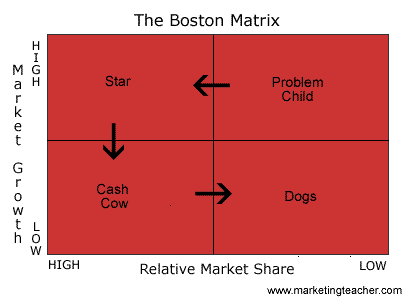 The Boston Matrix
HIGH
Market Growth
LOW
Star
Problem
Child
Cash
Cow
Dogs
HIGH
Relative Market Share
LOW
www.marketingteacher.com